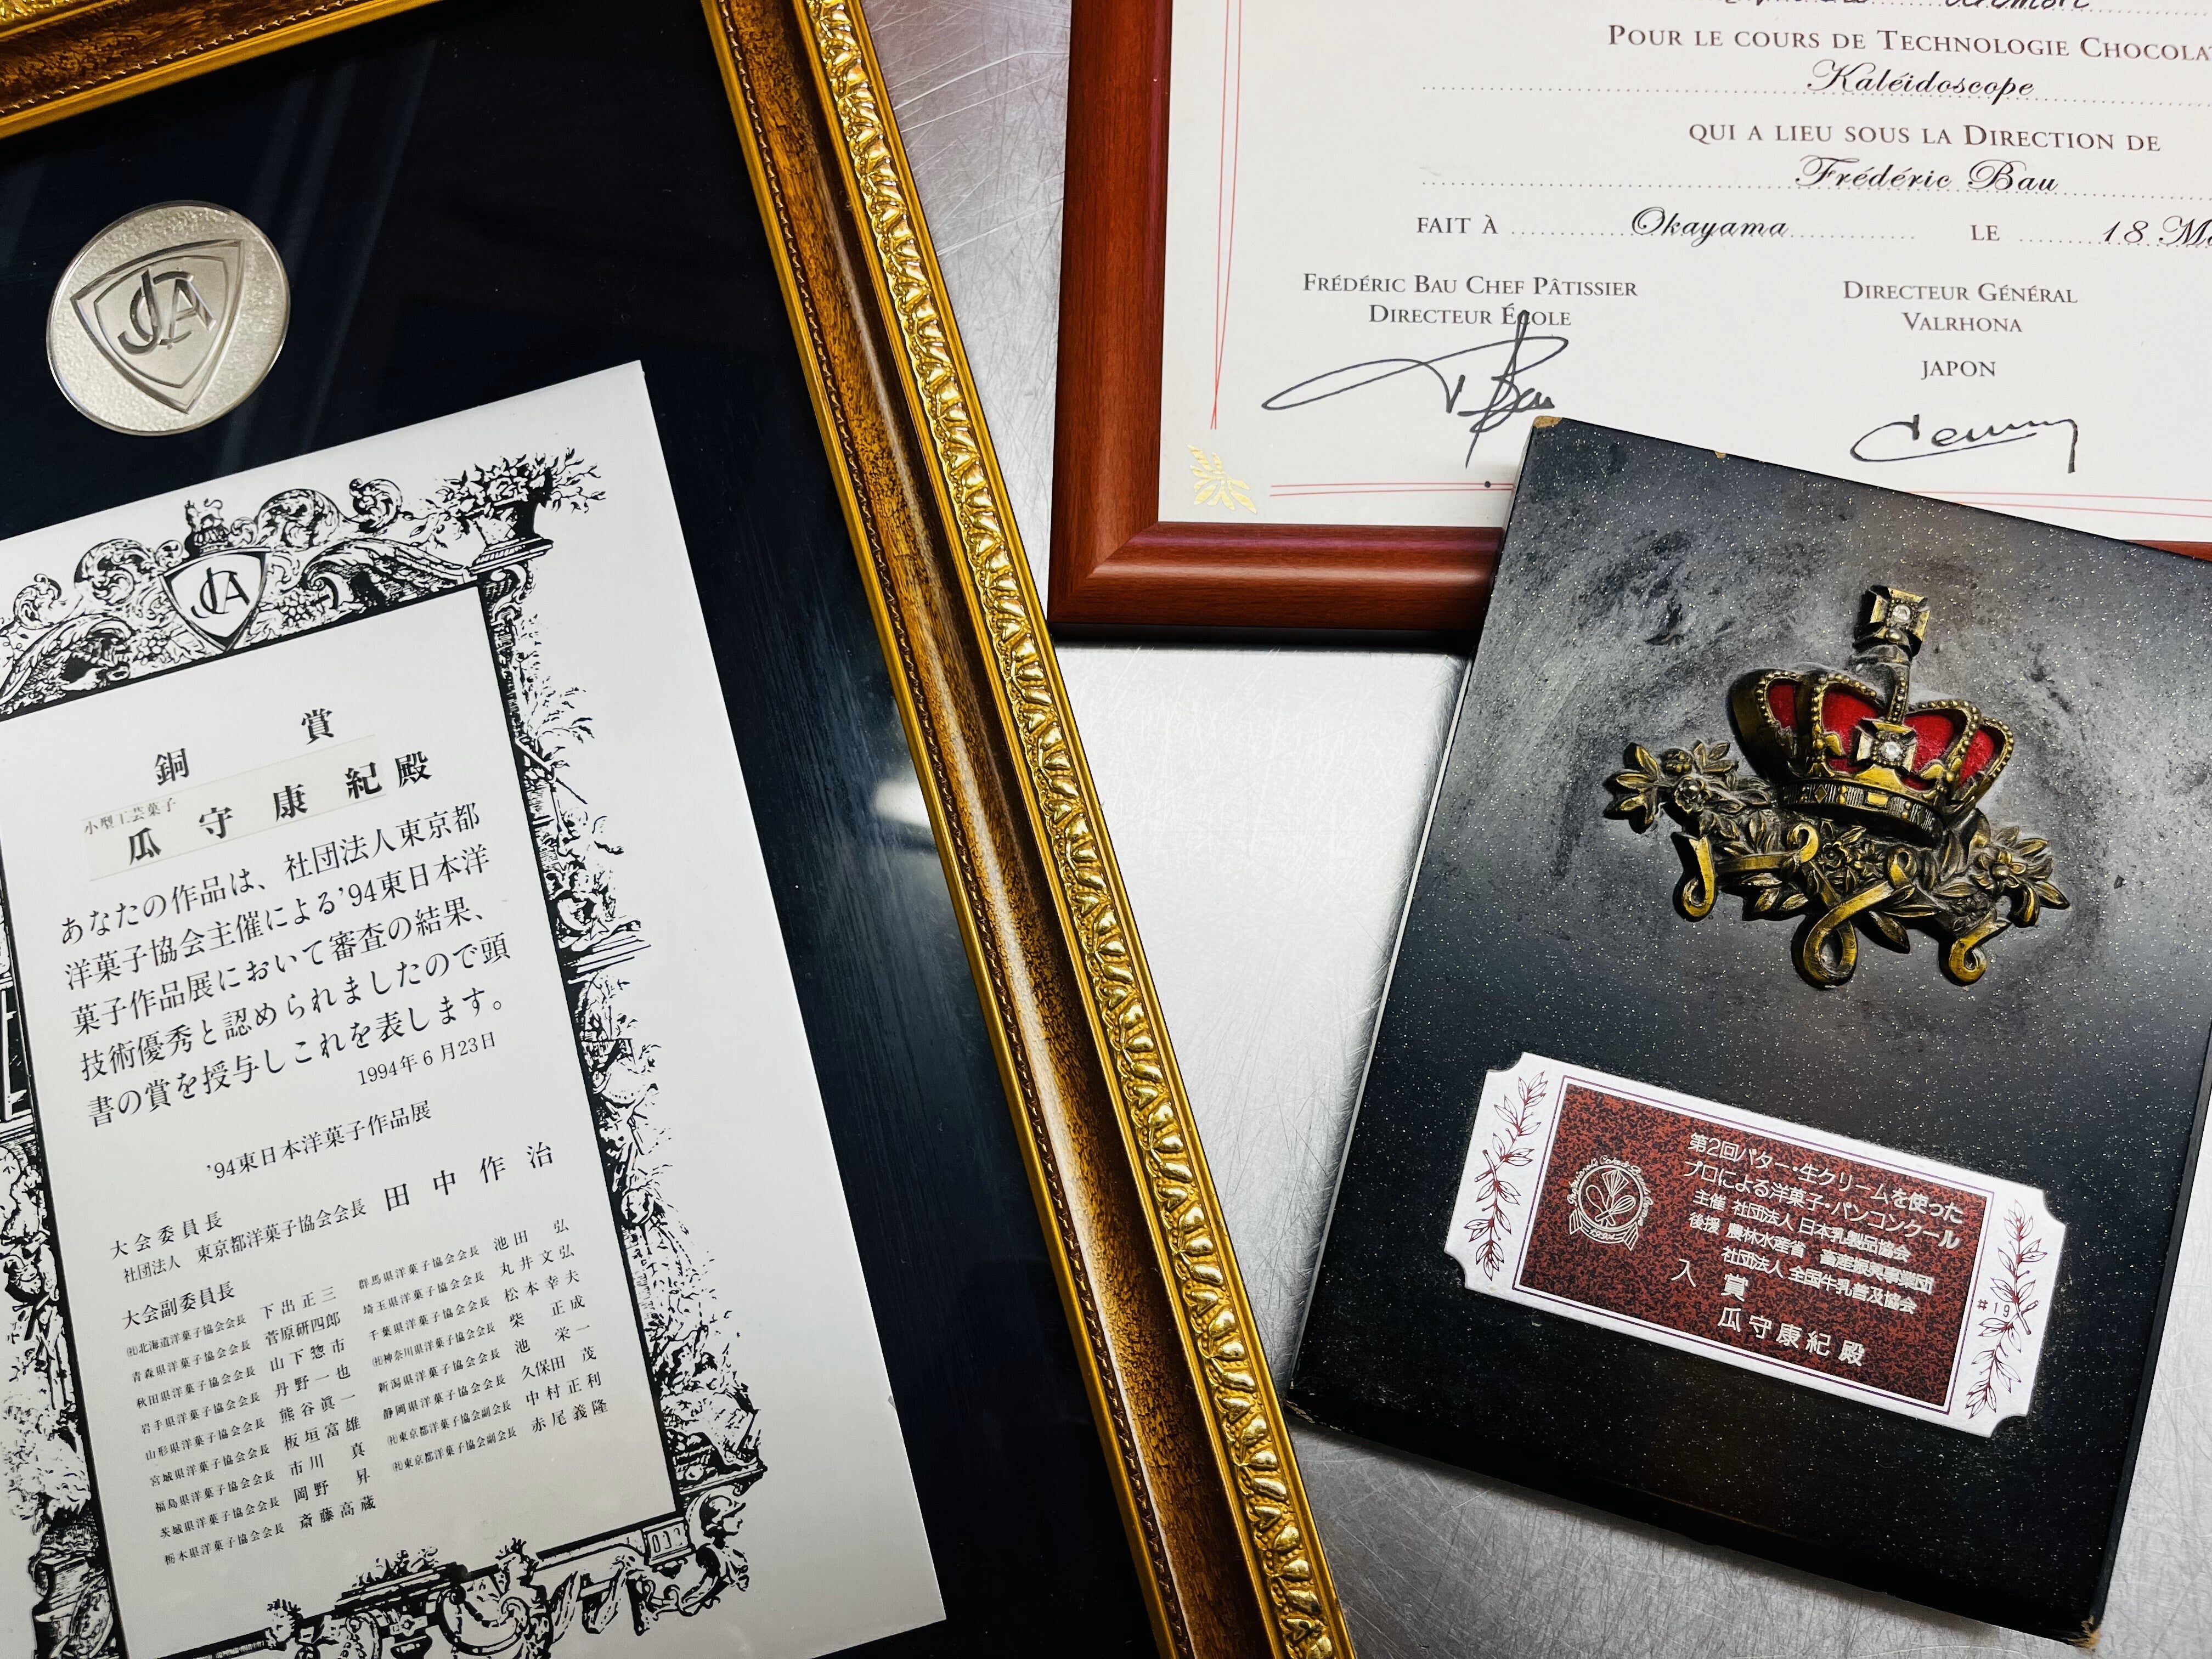 JCA
JCA
銅 賞
小型工芸菓子
瓜 守 康 紀 殿
あなたの作品は、社団法人東京都
洋菓子協会主催による'94東日本洋
菓子作品展において審査の結果、
技術優秀と認められましたので頭
書の賞を授与しこれを表します。
1994年6月23日
'94東日本洋菓子作品展
大会委員長
社団法人 東京都洋菓子協会会長 田 中 作 治
大会副委員長
㈳北海道洋菓子協会会長 下出正三
青森県洋菓子協会会長 菅原研四郎
秋田県洋菓子協会会長 山下惣市
岩手県洋菓子協会会長 丹野一也
山形県洋菓子協会会長 熊谷眞一
宮城県洋菓子協会会長 板垣富雄
福島県洋菓子協会会長 市川 真
茨城県洋菓子協会会長 岡野 昇
栃木県洋菓子協会会長 斎藤高蔵
群馬県洋菓子協会会長 池田 弘
埼玉県洋菓子協会会長 丸井文弘
千葉県洋菓子協会会長 松本幸夫
㈳神奈川県洋菓子協会会長 柴 正成
新潟県洋菓子協会会長 池 栄一
静岡県洋菓子協会会長 久保田 茂
㈳東京都洋菓子協会副会長 中村正利
㈳東京都洋菓子協会副会長 赤尾義隆
POUR LE COURS DE TECHNOLOGIE CHOCOLA
Kaléidoscope
QUI A LIEU SOUS LA DIRECTION DE
Frédéric Bau
FAIT À Okayama LE 18 Ma
FRÉDÉRIC BAU CHEF PÂTISSIER
DIRECTEUR ÉCOLE
DIRECTEUR GÉNÉRAL
VALRHONA
JAPON
第2回バター・生クリームを使った
プロによる洋菓子・パンコンクール
主催 社団法人 日本乳製品協会
後援 農林水産省 畜産振興事業団
社団法人 全国牛乳普及協会
入 賞
瓜守康紀 殿
#19